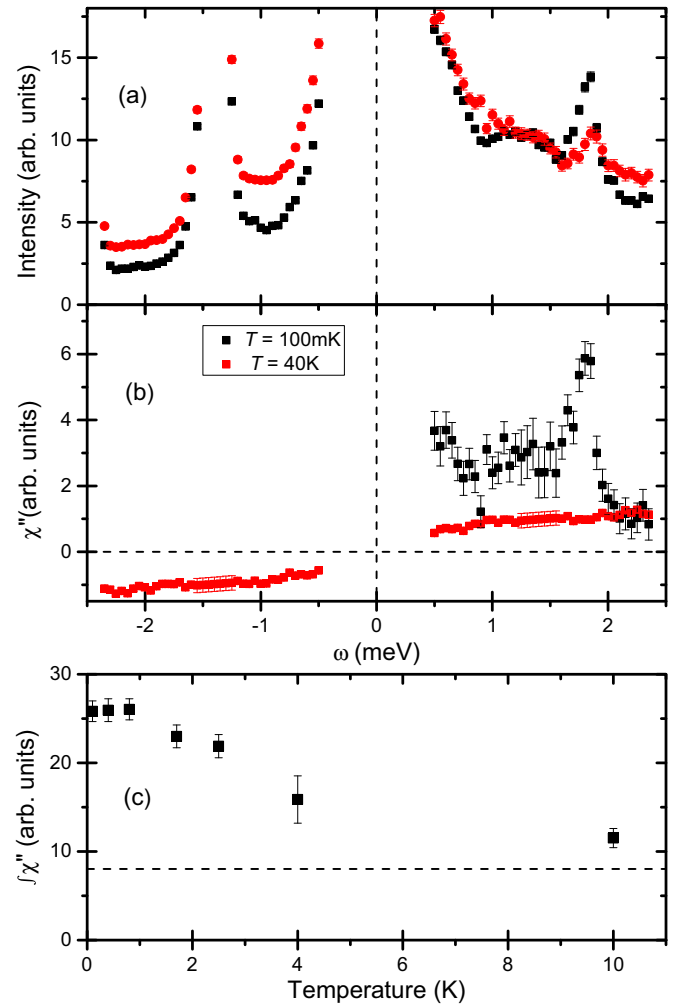 15
10
5
0
Intensity (arb. units)
(a)
6
4
2
0
χ"(arb. units)
(b)
T = 100mK
T = 40K
-2 -1 0 1 2
ω (meV)
30
20
10
0
∫χ" (arb. units)
(c)
0 2 4 6 8 10
Temperature (K)